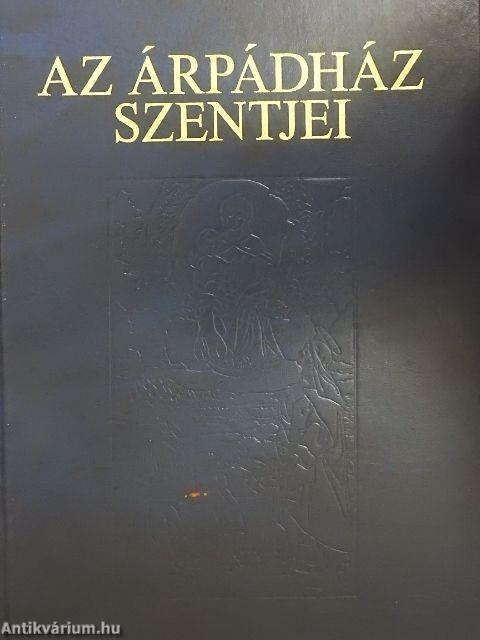 AZ ÁRPÁDHÁZ
SZENTJEI
Antikvárium.hu